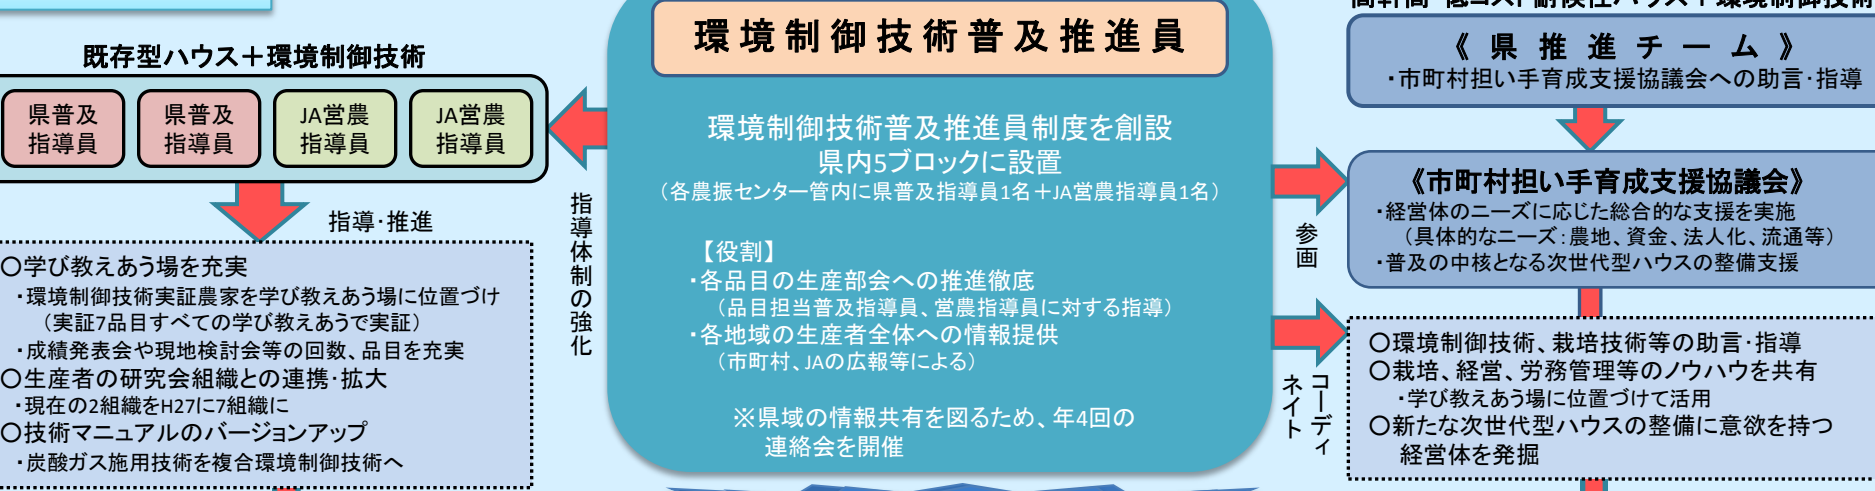 既存型ハウス＋環境制御技術
県普及
指導員
県普及
指導員
JA営農
指導員
JA営農
指導員
指導・推進
○学び教えあう場を充実
・環境制御技術実証農家を学び教えあう場に位置づけ
（実証7品目すべての学び教えあうで実証）
・成績発表会や現地検討会等の回数、品目を充実
○生産者の研究会組織との連携・拡大
・現在の2組織をH27に7組織に
○技術マニュアルのバージョンアップ
・炭酸ガス施用技術を複合環境制御技術へ
指導体制の強化
環境制御技術普及推進員
環境制御技術普及推進員制度を創設
県内5ブロックに設置
（各農振センター管内に県普及指導員1名＋JA営農指導員1名）
【役割】
・各品目の生産部会への推進徹底
（品目担当普及指導員、営農指導員に対する指導）
・各地域の生産者全体への情報提供
（市町村、JAの広報等による）
※県域の情報共有を図るため、年4回の
連絡会を開催
参画
コーディ
ネイト
《県推進チーム》
・市町村担い手育成支援協議会への助言・指導
《市町村担い手育成支援協議会》
・経営体のニーズに応じた総合的な支援を実施
（具体的なニーズ：農地、資金、法人化、流通等）
・普及の中核となる次世代型ハウスの整備支援
○環境制御技術、栽培技術等の助言・指導
○栽培、経営、労務管理等のノウハウを共有
・学び教えあう場に位置づけて活用
○新たな次世代型ハウスの整備に意欲を持つ
経営体を発掘